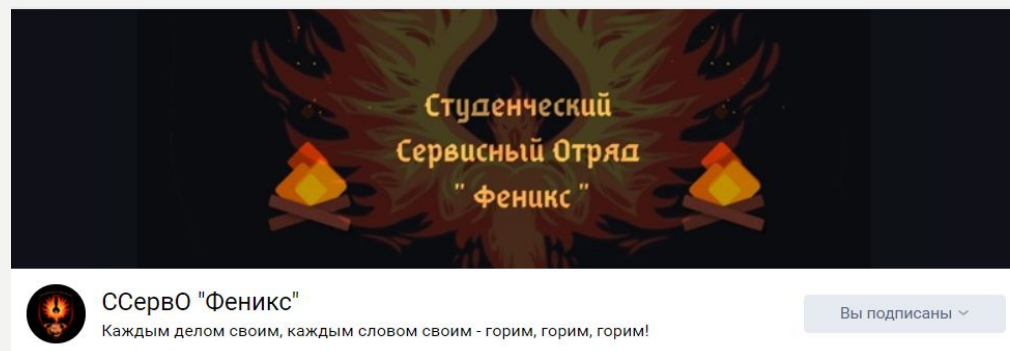 Студенческий
Сервисный Отряд
" Феникс "
ССервО "Феникс"
Каждым делом своим, каждым словом своим - горим, горим, горим!
Вы подписаны